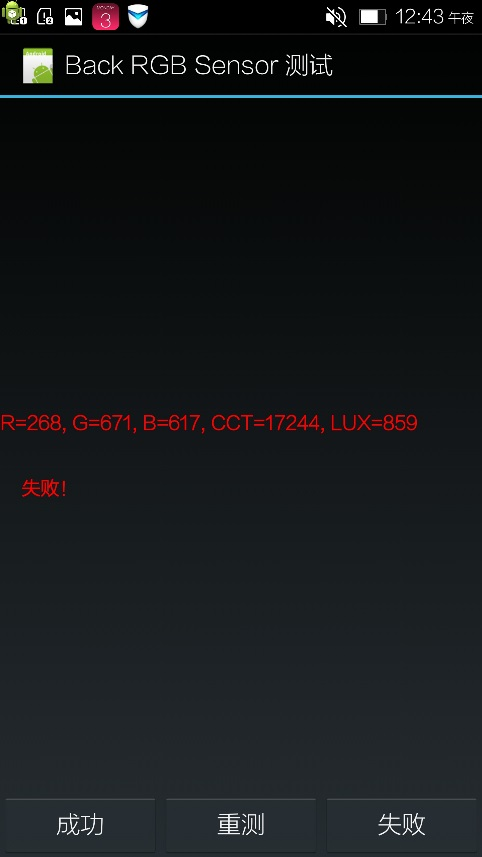 3
12:43 午夜
Back RGB Sensor 测试
R=268, G=671, B=617, CCT=17244, LUX=859
失败!
成功 重测 失败